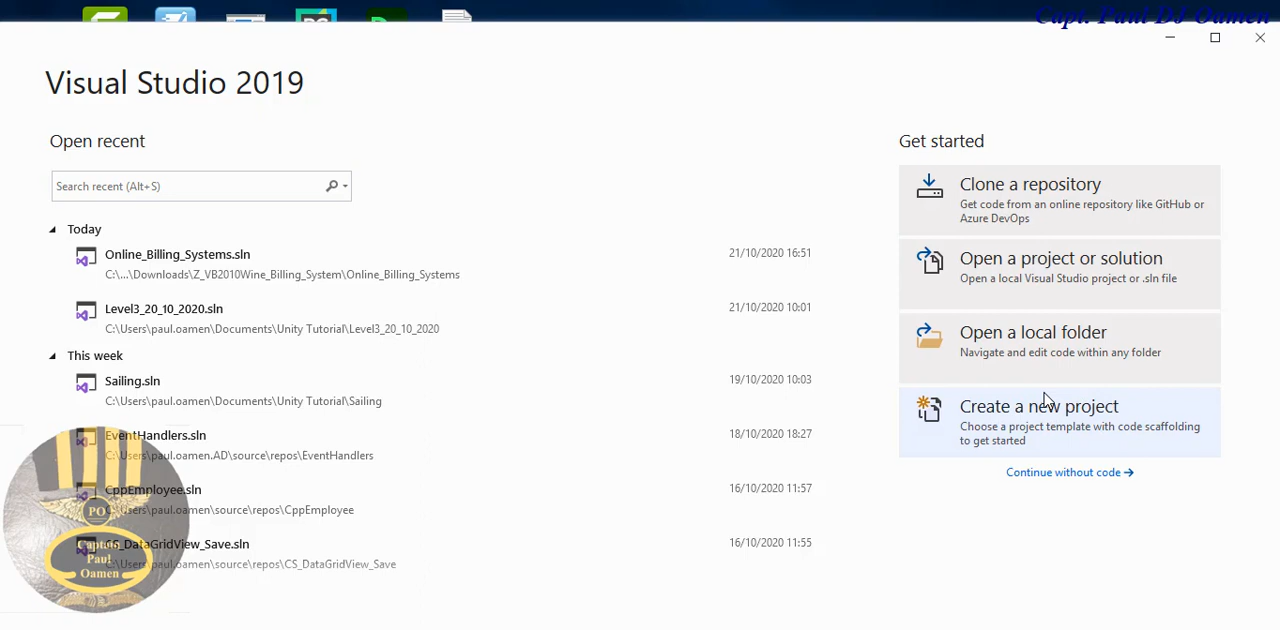 Capt. Paul DJ Oamen
Visual Studio 2019
Open recent
Search recent (Alt+S)
Today
Online_Billing_Systems.sln
21/10/2020 16:51
C:\...\Downloads\Z_VB2010Wine_Billing_System\Online_Billing_Systems
Level3_20_10_2020.sln
21/10/2020 10:01
C:\Users\paul.oamen\Documents\Unity Tutorial\Level3_20_10_2020
This week
Sailing.sln
19/10/2020 10:03
C:\Users\paul.oamen\Documents\Unity Tutorial\Sailing
EventHandlers.sln
18/10/2020 18:27
C:\Users\paul.oamen.AD\source\repos\EventHandlers
CppEmployee.sln
16/10/2020 11:57
C:\Users\paul.oamen\source\repos\CppEmployee
CS_DataGridView_Save.sln
16/10/2020 11:55
C:\Users\paul.oamen\source\repos\CS_DataGridView_Save
PO
Captain
Paul
Oamen
Get started
Clone a repository
Get code from an online repository like GitHub or
Azure DevOps
Open a project or solution
Open a local Visual Studio project or .sln file
Open a local folder
Navigate and edit code within any folder
Create a new project
Choose a project template with code scaffolding
to get started
Continue without code →